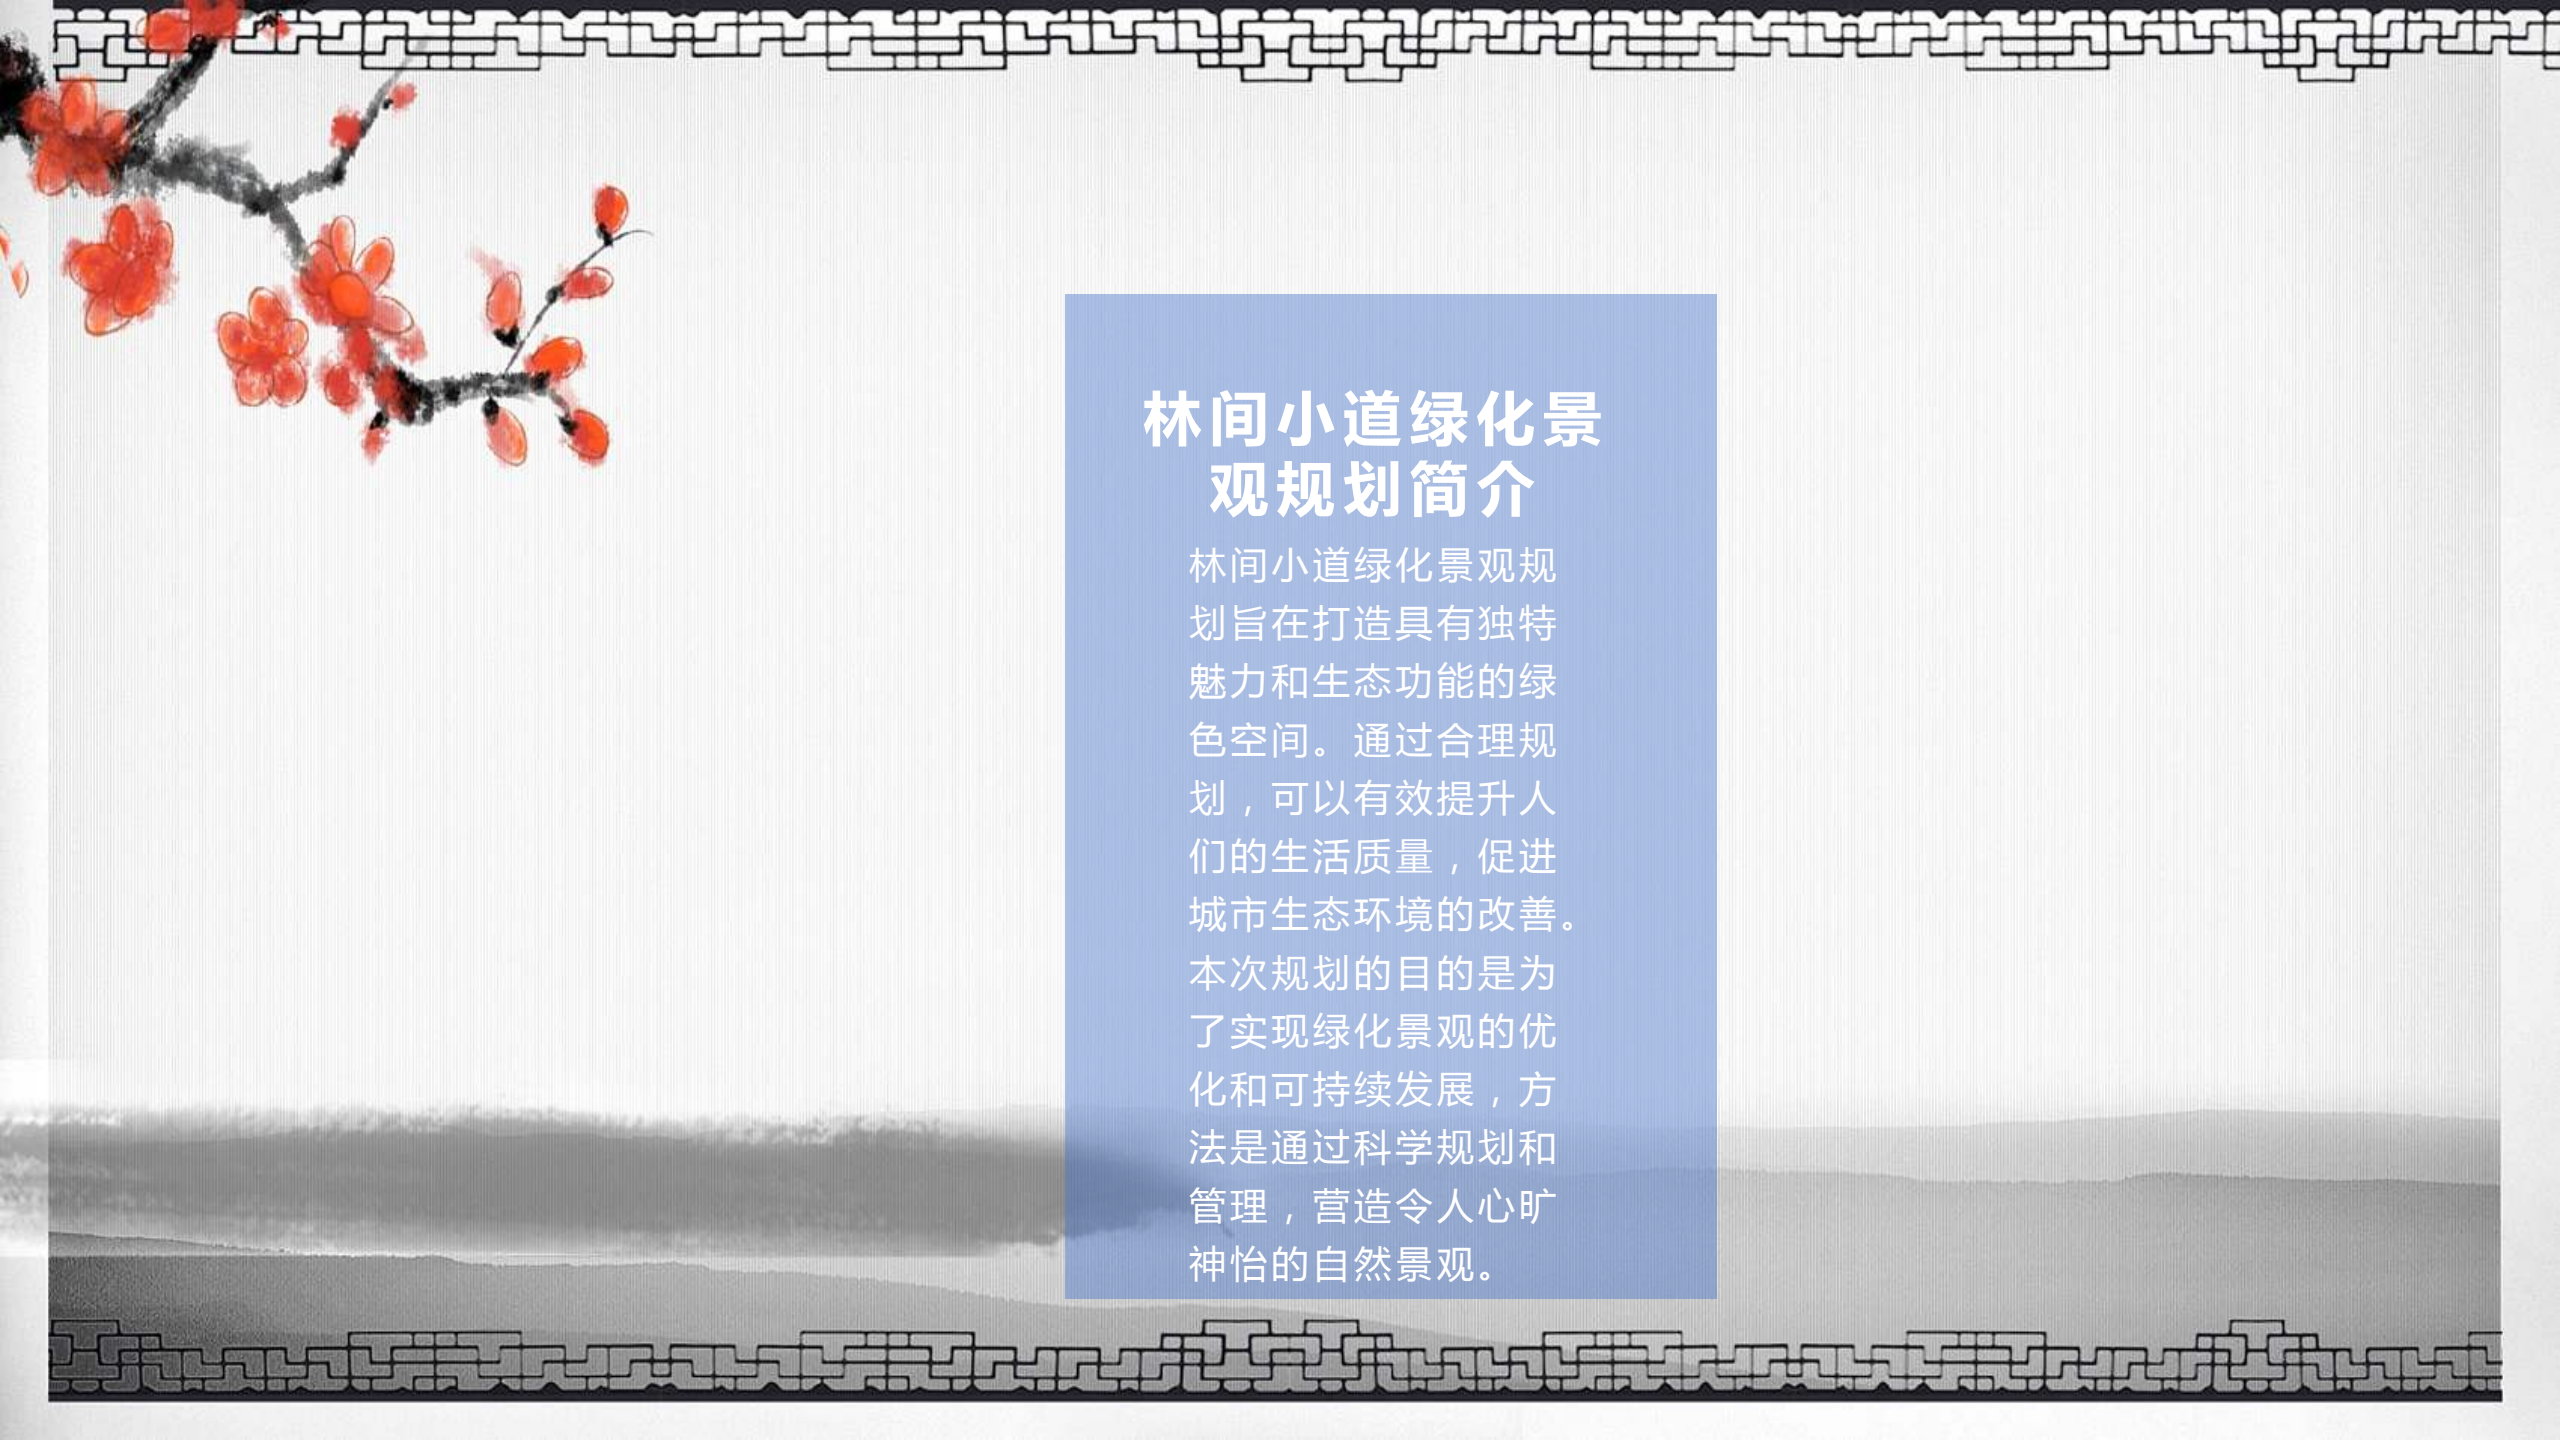 林间小道绿化景
观规划简介
林间小道绿化景观规
划旨在打造具有独特
魅力和生态功能的绿
色空间。通过合理规
划，可以有效提升人
们的生活质量，促进
城市生态环境的改善。
本次规划的目的是为
了实现绿化景观的优
化和可持续发展，方
法是通过科学规划和
管理，营造令人心旷
神怡的自然景观。